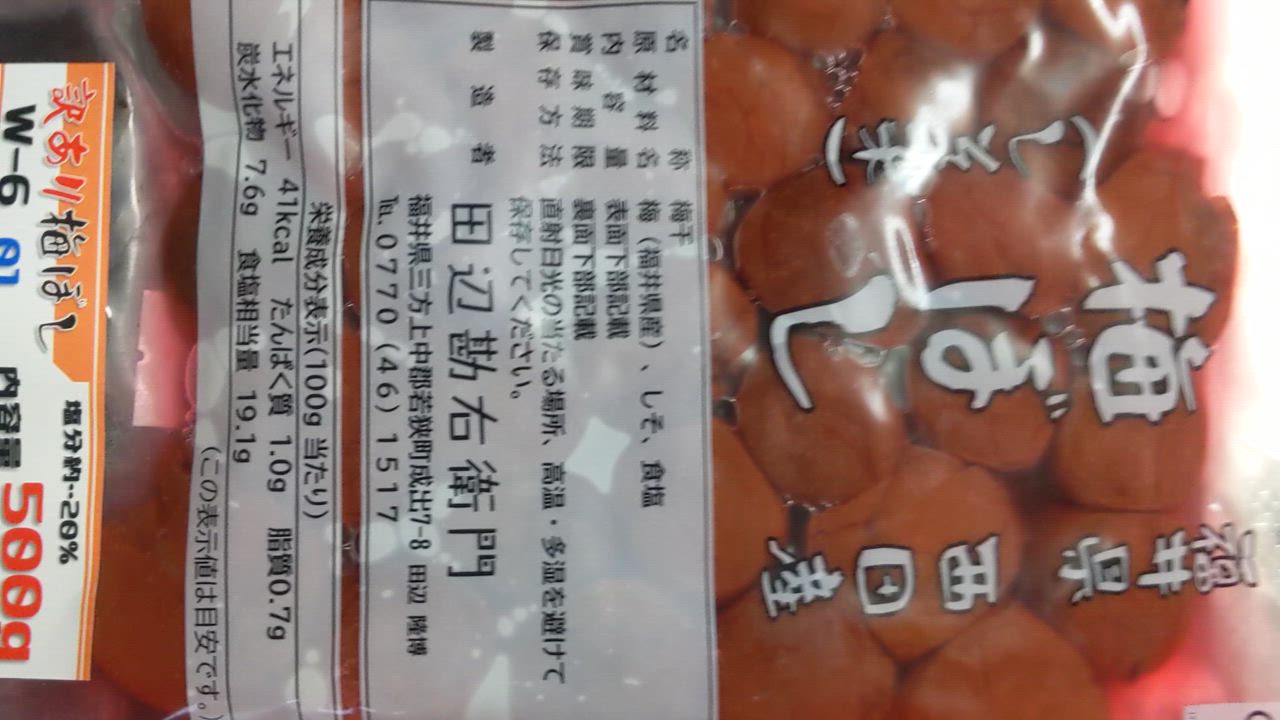 梅ぼし
(しそ漬)
福井県
西田産
名称 梅干
原材料名 梅(福井県産)、しそ、食塩
内容量 表面下部記載
賞味期限 裏面下部記載
保存方法 直射日光の当たる場所、高温・多湿を避けて
保存してください。
製造者 田辺勘右衛門
福井県三方上中郡若狭町成出7-8 田辺 陸博
℡.0770(46)1517
栄養成分表示(100g 当たり)
エネルギー 41kcal たんぱく質 1.0g 脂質0.7g
炭水化物 7.6g 食塩相当量 19.1g
(この表示値は目安です。)
訳あり梅ぼし
塩分約-20%
W-6 01 内容量 500g